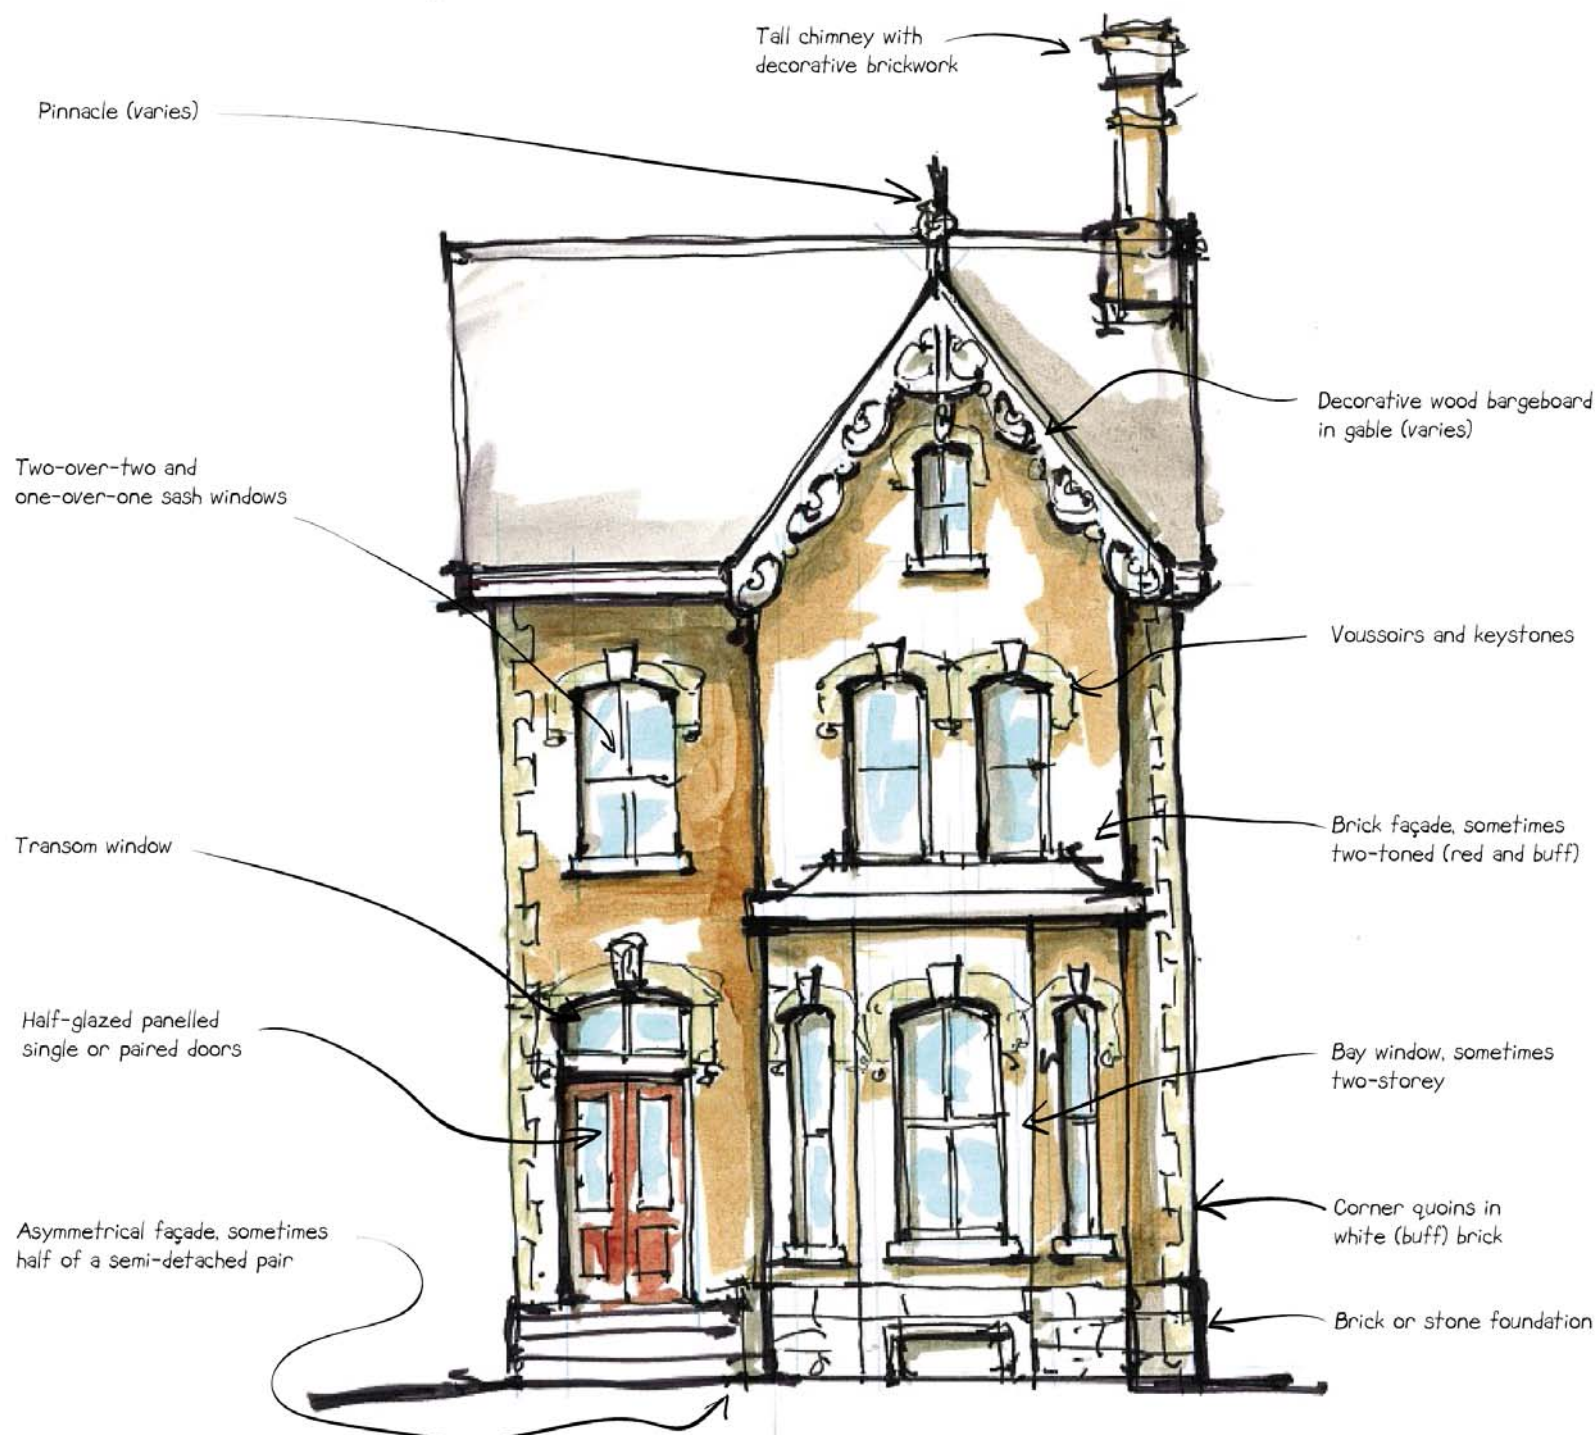 Tall chimney with
decorative brickwork
Pinnacle (varies)
Decorative wood bargeboard
in gable (varies)
Two-over-two and
one-over-one sash windows
Voussoirs and keystones
Brick façade, sometimes
two-toned (red and buff)
Transom window
Half-glazed panelled
single or paired doors
Bay window, sometimes
two-storey
Corner quoins in
white (buff) brick
Asymmetrical façade, sometimes
half of a semi-detached pair
Brick or stone foundation